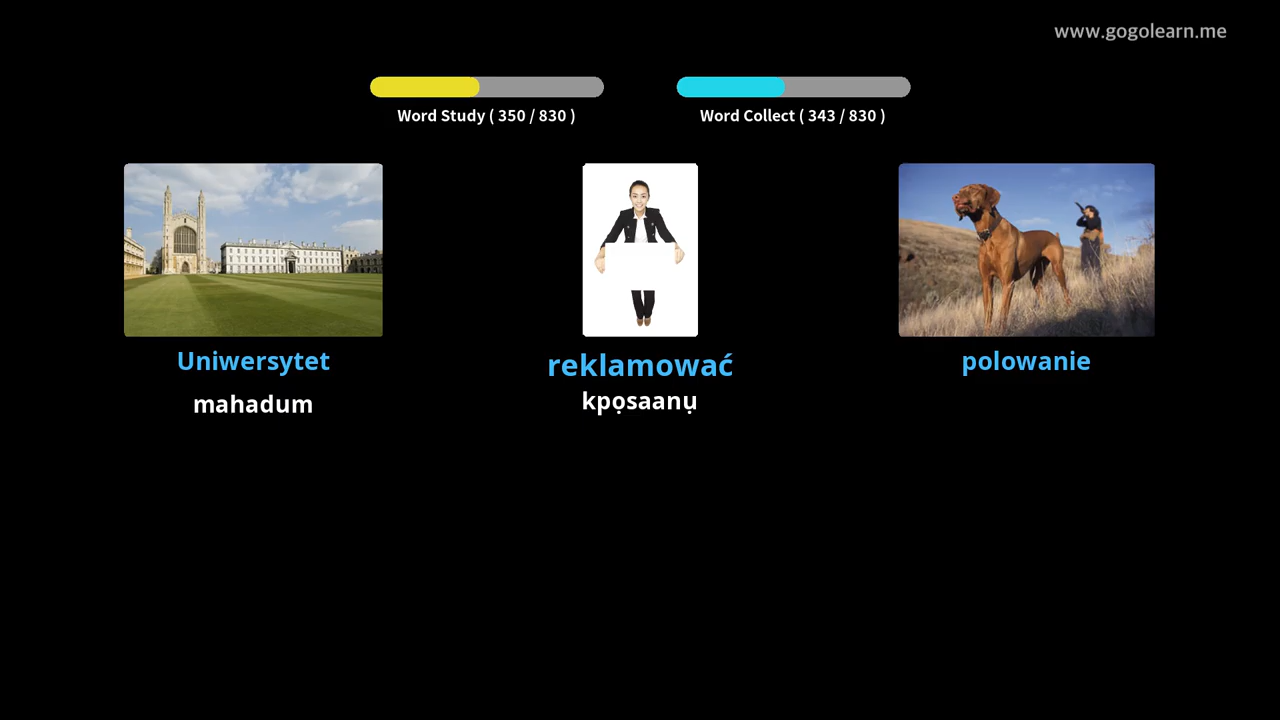 www.gogolearn.me
Word Study ( 350 / 830 )
Word Collect ( 343 / 830 )
Uniwersytet
reklamować
polowanie
mahadum
kpọsaanụ